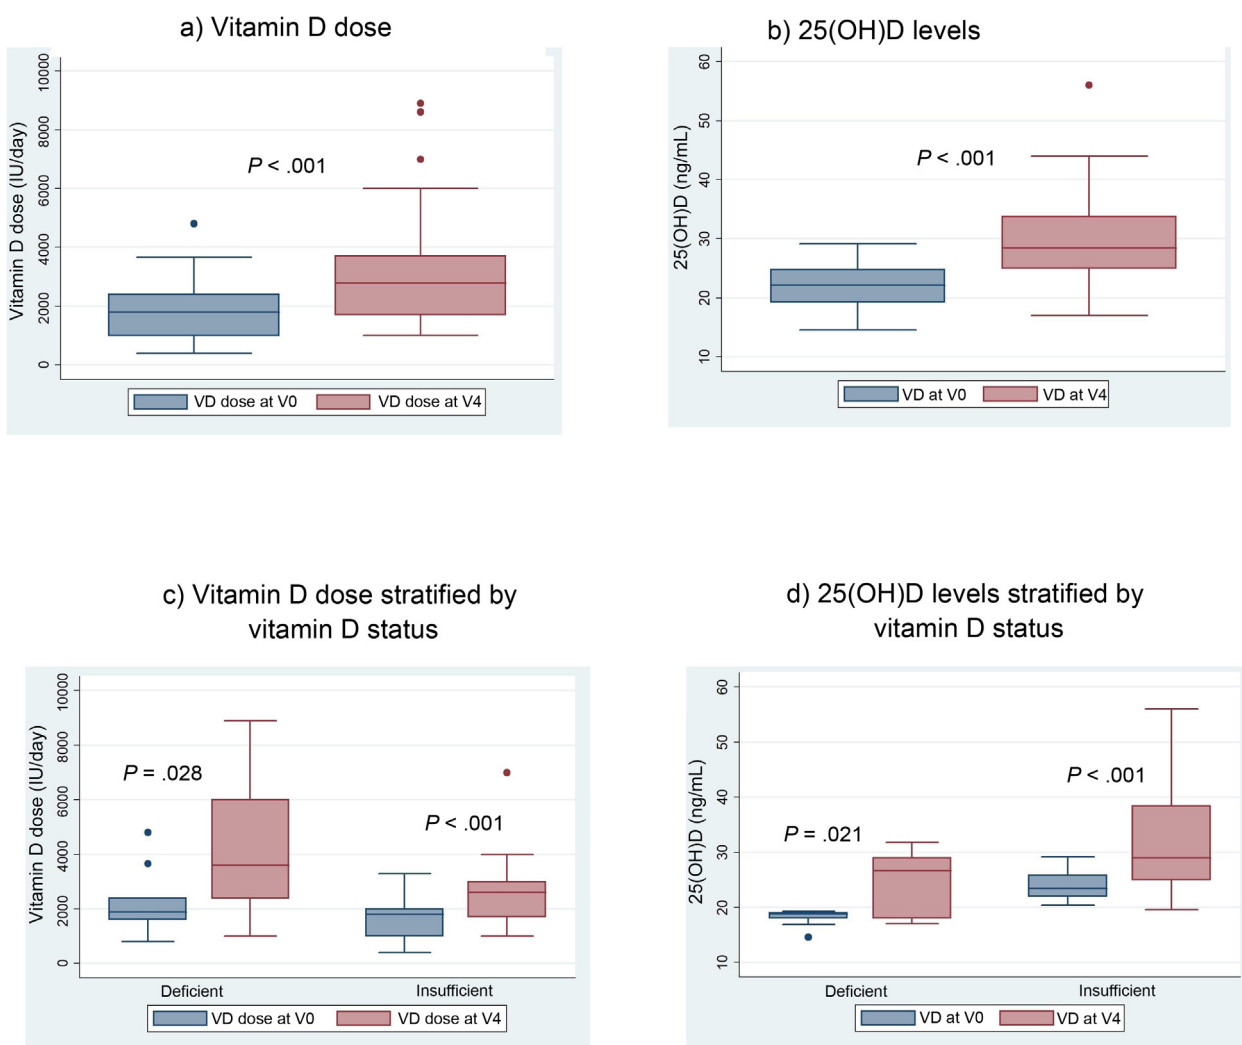 a) Vitamin D dose
Vitamin D dose (IU/day)
10000
8000
6000
4000
2000
0
P < .001
VD dose at V0 VD dose at V4
b) 25(OH)D levels
25(OH)D (ng/mL)
60
50
40
30
20
10
P < .001
VD at V0 VD at V4
c) Vitamin D dose stratified by
vitamin D status
Vitamin D dose (IU/day)
10000
8000
6000
4000
2000
0
P = .028
P < .001
Deficient Insufficient
VD dose at V0 VD dose at V4
d) 25(OH)D levels stratified by
vitamin D status
25(OH)D (ng/mL)
60
50
40
30
20
10
P = .021
P < .001
Deficient Insufficient
VD at V0 VD at V4